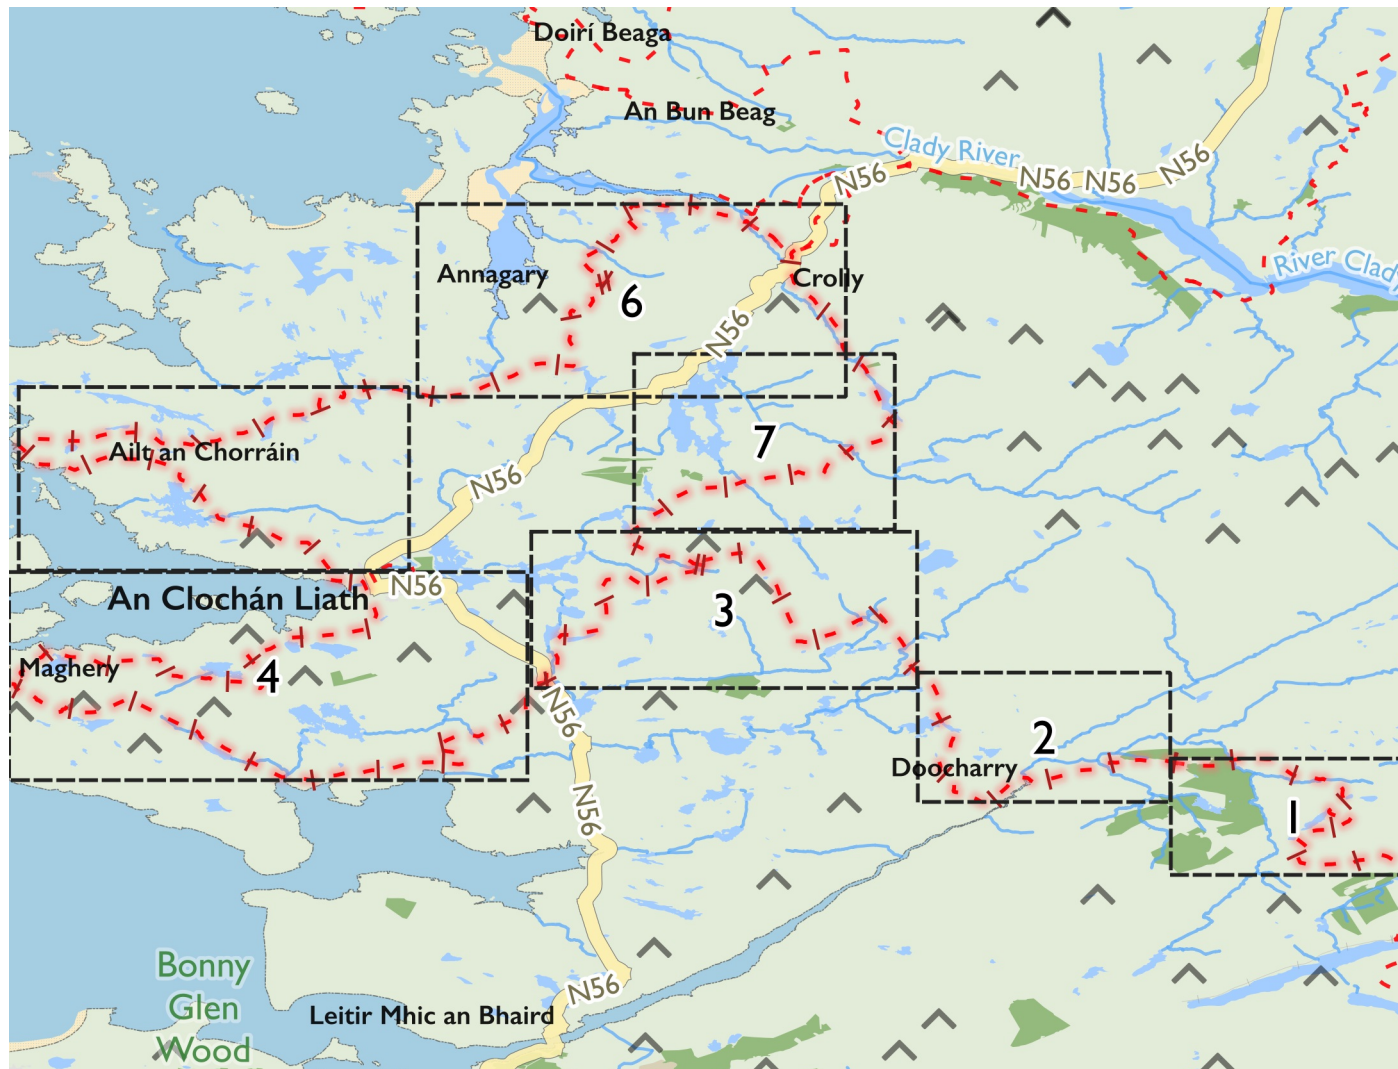 Doirí Beaga
An Bun Beag
Clady River
N56
N56
N56
N56
River Clady
Annagary
6
Crolly
N56
7
Ailt an Chorráin
N56
N56
An Clochán Liath
3
Maghery
4
N56
2
Doocharry
N56
1
Bonny
Glen
Wood
N56
Leitir Mhic an Bhaird